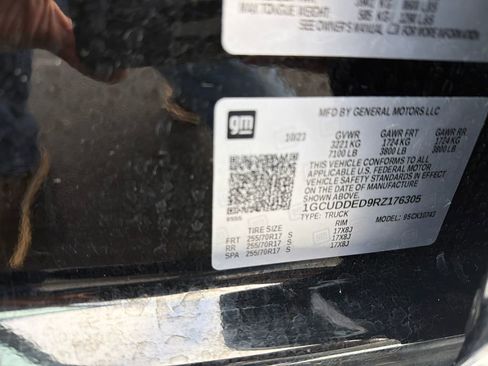 MAX TONGUE WEIGHT
SEE OWNER'S MANUAL FOR MORE INFORMATION
gm
MFD BY GENERAL MOTORS LLC
10/23 GVWR GAWR FRT GAWR RR
3221 KG 1724 KG 1724 KG
7100 LB 3800 LB 3800 LB
THIS VEHICLE CONFORMS TO ALL
APPLICABLE U.S. FEDERAL MOTOR
VEHICLE SAFETY STANDARDS IN EFFECT
ON THE DATE OF MANUFACTURE
SHOWN ABOVE.
1GCUDDED9RZ176305
TYPE: TRUCK
TIRE SIZE RIM
FRT 255/70R17 S 17X8J
RR 255/70R17 S 17X8J
SPA 255/70R17 S 17X8J